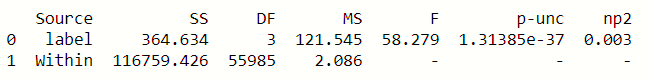 Source SS DF MS F p-unc np2
0 label 364.634 3 121.545 58.279 1.31385e-37 0.003
1 Within 116759.426 55985 2.086 - - -